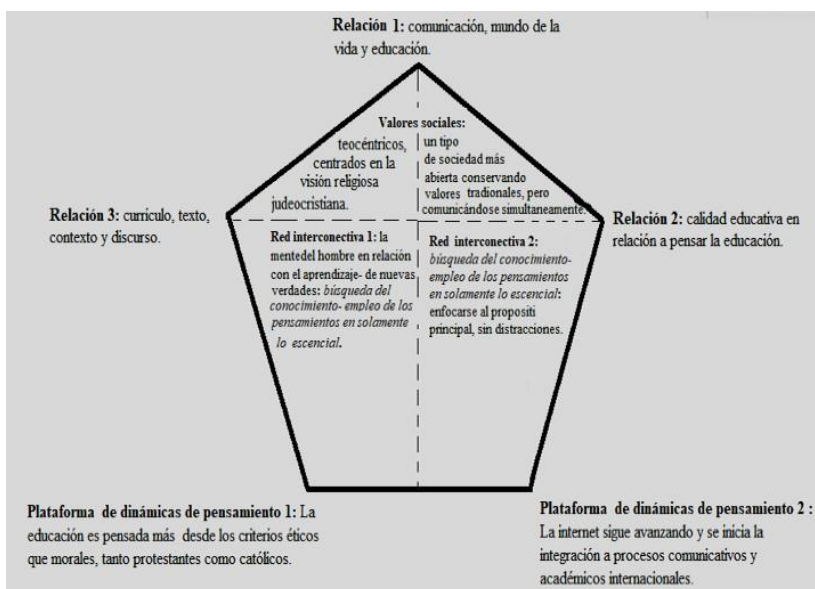 Relación 1: comunicación, mundo de la
vida y educación.
Valores sociales:
teocéntricos,
centrados en la
visión religiosa
judeocristiana.
un tipo
de sociedad más
abierta conservando
valores tradionales, pero
comunicándose simultaneamente.
Relación 3: currículo, texto,
contexto y discurso.
Relación 2: calidad educativa en
relación a pensar la educación.
Red interconectiva 1: la
mentedel hombre en relación
con el aprendizaje- de nuevas
verdades: búsqueda del
conocimiento- empleo de los
pensamientos en solamente
lo escencial.
Red interconectiva 2:
búsqueda del conocimiento-
empleo de los pensamientos
en solamente lo escencial:
enfocarse al propositi
principal, sin distracciones.
Plataforma de dinámicas de pensamiento 1: La
educación es pensada más desde los criterios éticos
que morales, tanto protestantes como católicos.
Plataforma de dinámicas de pensamiento 2 :
La internet sigue avanzando y se inicia la
integración a procesos comunicativos y
académicos internacionales.